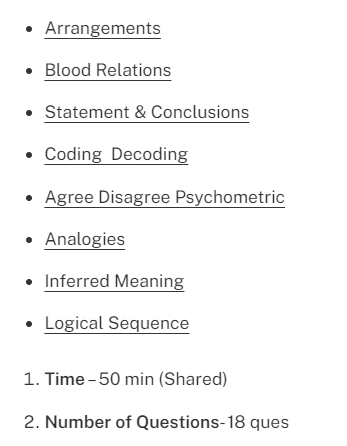 • Arrangements
• Blood Relations
• Statement & Conclusions
• Coding  Decoding
• Agree Disagree Psychometric
• Analogies
• Inferred Meaning
• Logical Sequence
1. Time – 50 min (Shared)
2. Number of Questions- 18 ques